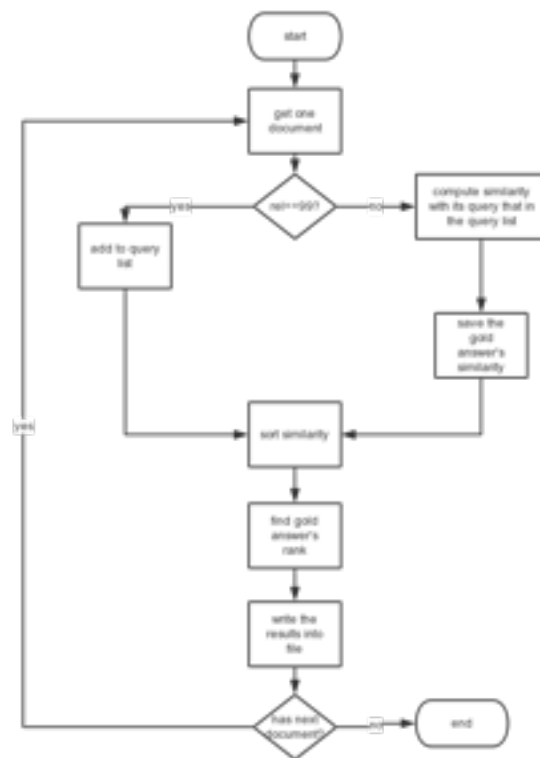 start
get one
document
rel==99?
yes
no
compute similarity
with its query that in
the query list
add to query
list
save the
gold
answer's
similarity
yes
sort similarity
find gold
answer's
rank
write the
results into
file
has next
document?
no
end